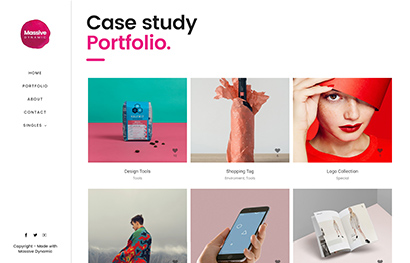 Massive
DYNAMIC
HOME
PORTFOLIO
ABOUT
CONTACT
SINGLES
Copyright - Made with
Massive Dynamic
Case study
Portfolio.
Design Tools
Tools
Shopping Tag
Environment, Tools
Logo Collection
Special